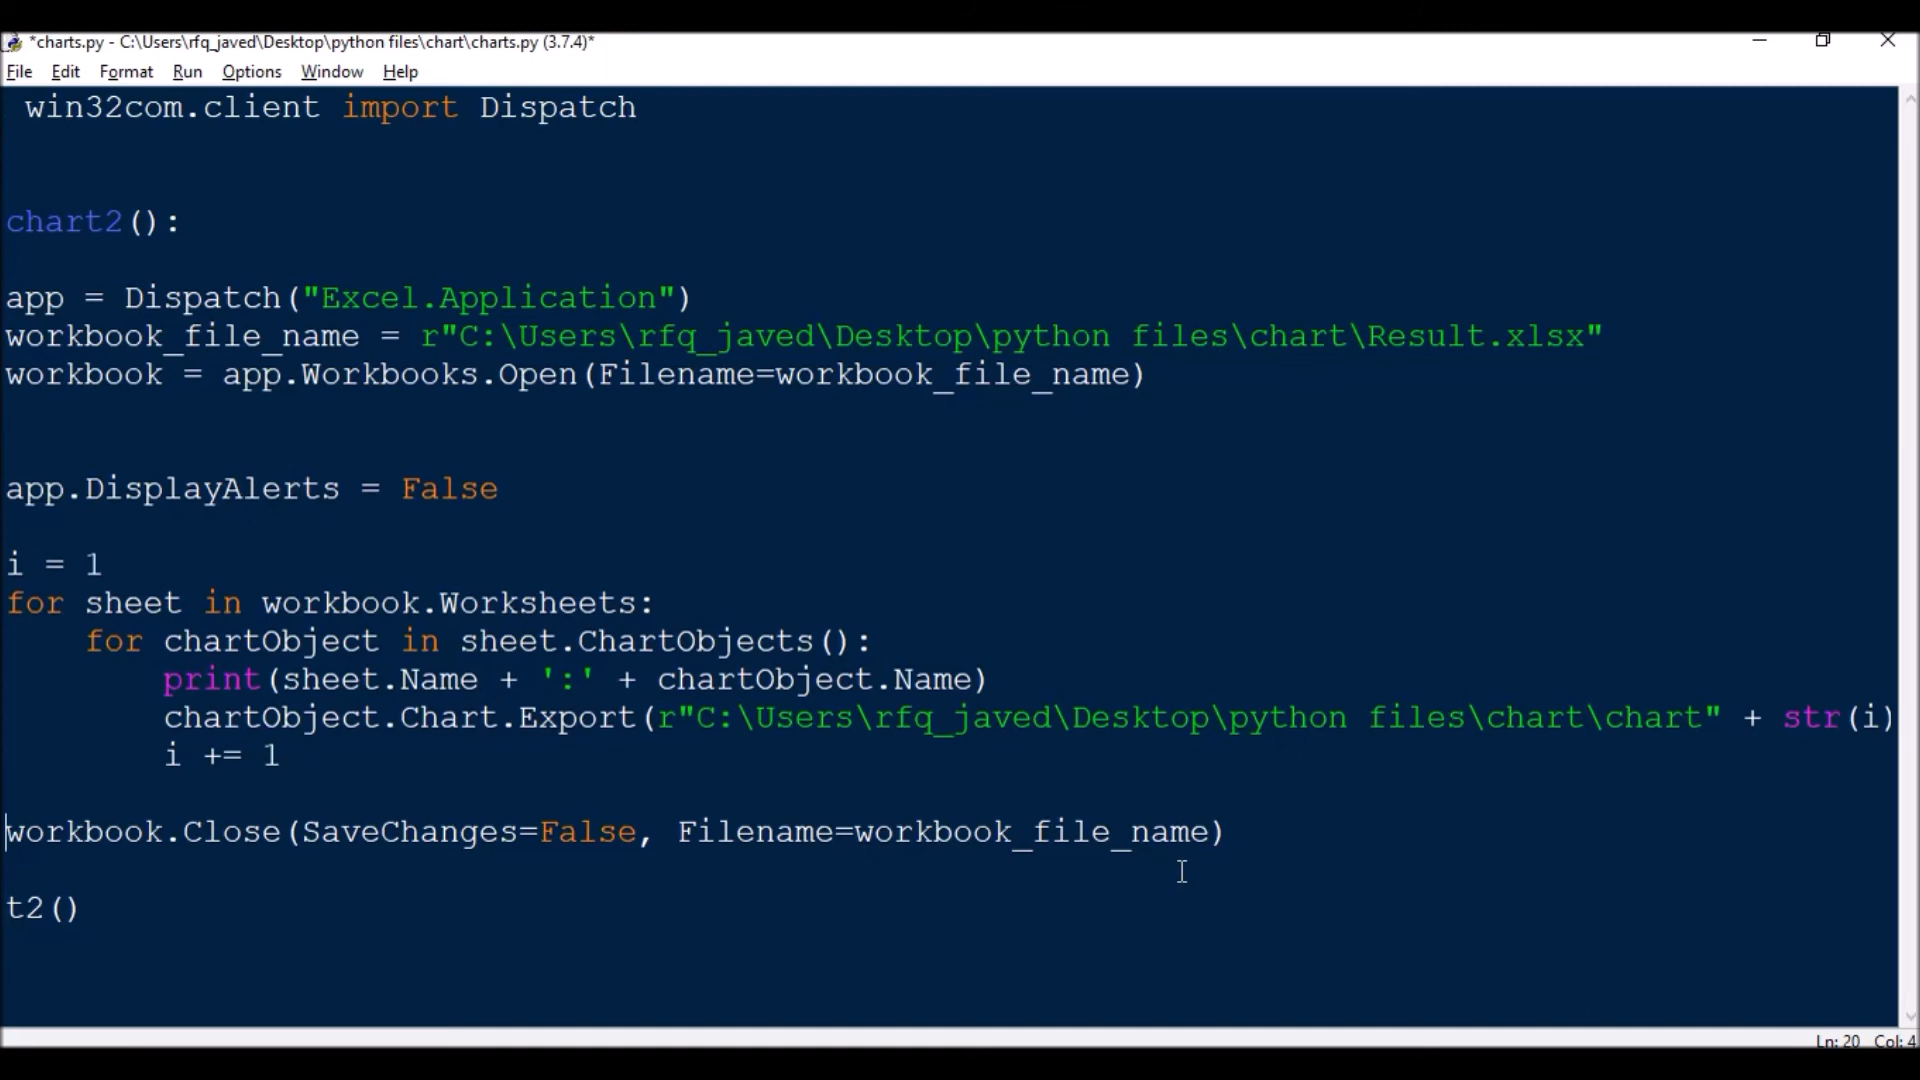 *charts.py - C:\Users\rfq_javed\Desktop\python files\chart\charts.py (3.7.4)*
File Edit Format Run Options Window Help
win32com.client import Dispatch
chart2():
app = Dispatch("Excel.Application")
workbook_file_name = r"C:\Users\rfq_javed\Desktop\python files\chart\Result.xlsx"
workbook = app.Workbooks.Open(Filename=workbook_file_name)
app.DisplayAlerts = False
i = 1
for sheet in workbook.Worksheets:
    for chartObject in sheet.ChartObjects():
        print(sheet.Name + ':' + chartObject.Name)
        chartObject.Chart.Export(r"C:\Users\rfq_javed\Desktop\python files\chart\chart" + str(i)
        i += 1
workbook.Close(SaveChanges=False, Filename=workbook_file_name)
t2()
Ln: 20 Col: 4